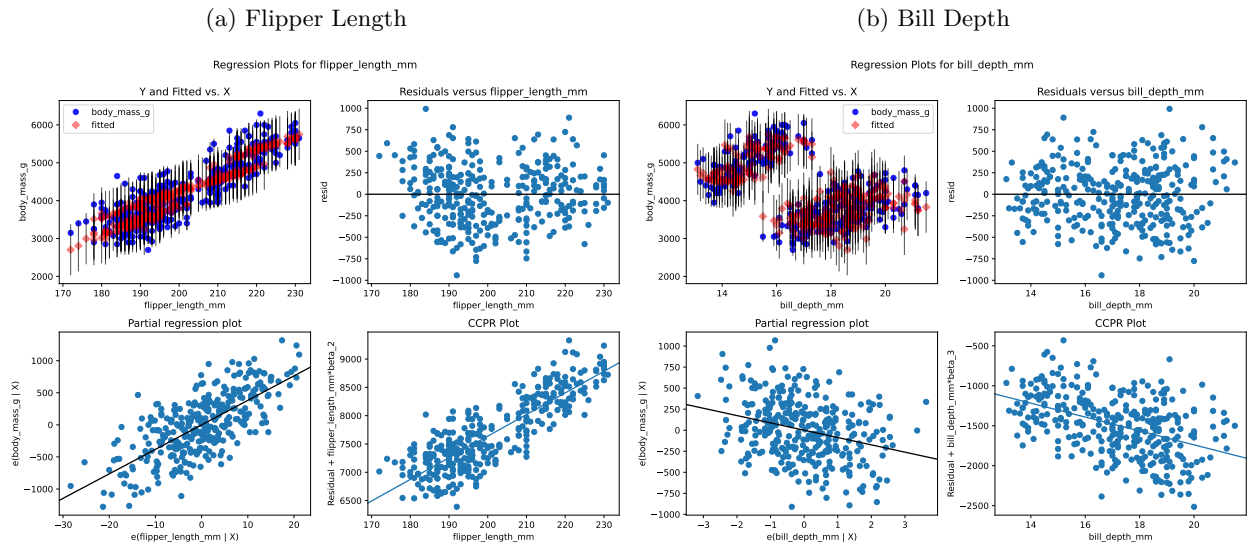 (a) Flipper Length
Regression Plots for flipper_length_mm
Y and Fitted vs. X
body_mass_g
fitted
body_mass_g
6000
5000
4000
3000
2000
170 180 190 200 210 220 230
flipper_length_mm
Residuals versus flipper_length_mm
resid
1000
750
500
250
0
−250
−500
−750
−1000
170 180 190 200 210 220 230
flipper_length_mm
Partial regression plot
e(body_mass_g | X)
1000
500
0
−500
−1000
−30 −20 −10 0 10 20
e(flipper_length_mm | X)
CCPR Plot
Residual + flipper_length_mm*beta_2
9000
8500
8000
7500
7000
6500
170 180 190 200 210 220 230
flipper_length_mm
(b) Bill Depth
Regression Plots for bill_depth_mm
Y and Fitted vs. X
body_mass_g
fitted
body_mass_g
6000
5000
4000
3000
2000
14 16 18 20
bill_depth_mm
Residuals versus bill_depth_mm
resid
1000
750
500
250
0
−250
−500
−750
−1000
14 16 18 20
bill_depth_mm
Partial regression plot
e(body_mass_g | X)
1000
750
500
250
0
−250
−500
−750
−1000
−3 −2 −1 0 1 2 3
e(bill_depth_mm | X)
CCPR Plot
Residual + bill_depth_mm*beta_3
−500
−1000
−1500
−2000
−2500
14 16 18 20
bill_depth_mm